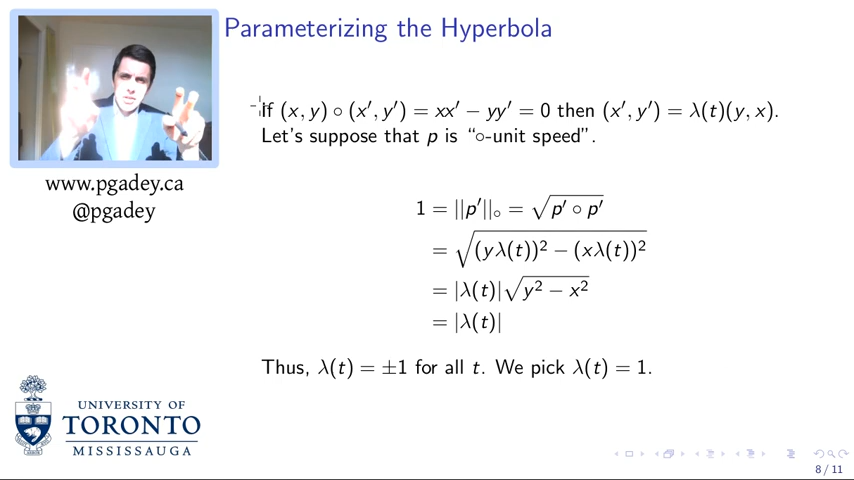 Parameterizing the Hyperbola
If (x, y) ∘ (x′, y′) = xx′ − yy′ = 0 then (x′, y′) = λ(t)(y, x).
Let's suppose that p is “∘-unit speed”.
www.pgadey.ca
@pgadey
1 = ||p′||∘ = √(p′ ∘ p′)
= √((yλ(t))² − (xλ(t))²)
= |λ(t)|√(y² − x²)
= |λ(t)|
Thus, λ(t) = ±1 for all t. We pick λ(t) = 1.
UNIVERSITY OF
TORONTO
MISSISSAUGA
8 / 11